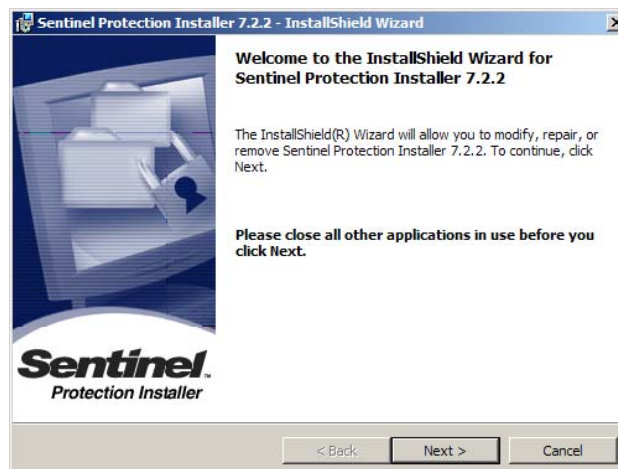 Sentinel Protection Installer 7.2.2 - InstallShield Wizard
Welcome to the InstallShield Wizard for
Sentinel Protection Installer 7.2.2
The InstallShield(R) Wizard will allow you to modify, repair, or
remove Sentinel Protection Installer 7.2.2. To continue, click
Next.
Please close all other applications in use before you
click Next.
Sentinel
Protection Installer
< Back
Next >
Cancel